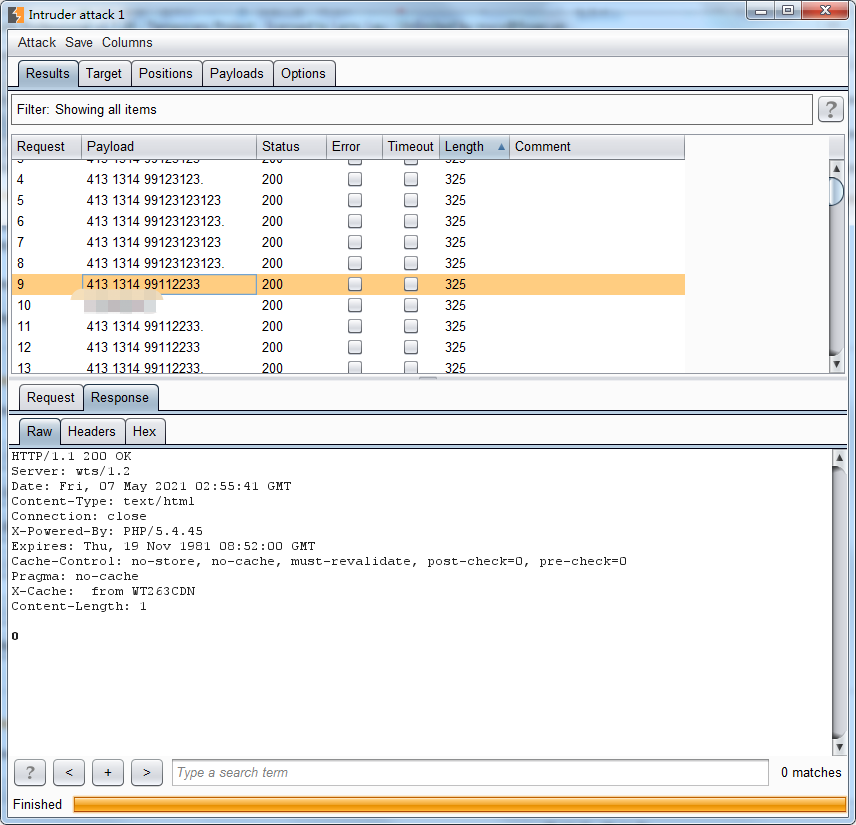 Intruder attack 1
Attack Save Columns
Results Target Positions Payloads Options
Filter: Showing all items
?
Request Payload Status Error Timeout Length Comment
3 413 1314 99123123 200 325
4 413 1314 99123123. 200 325
5 413 1314 99123123123 200 325
6 413 1314 99123123123. 200 325
7 413 1314 99123123123 200 325
8 413 1314 99123123123. 200 325
9 413 1314 99112233 200 325
10 200 325
11 413 1314 99112233. 200 325
12 413 1314 99112233 200 325
13 413 1314 99112233. 200 325
Request Response
Raw Headers Hex
HTTP/1.1 200 OK
Server: wts/1.2
Date: Fri, 07 May 2021 02:55:41 GMT
Content-Type: text/html
Connection: close
X-Powered-By: PHP/5.4.45
Expires: Thu, 19 Nov 1981 08:52:00 GMT
Cache-Control: no-store, no-cache, must-revalidate, post-check=0, pre-check=0
Pragma: no-cache
X-Cache:  from WT263CDN
Content-Length: 1
0
? < + > Type a search term 0 matches
Finished